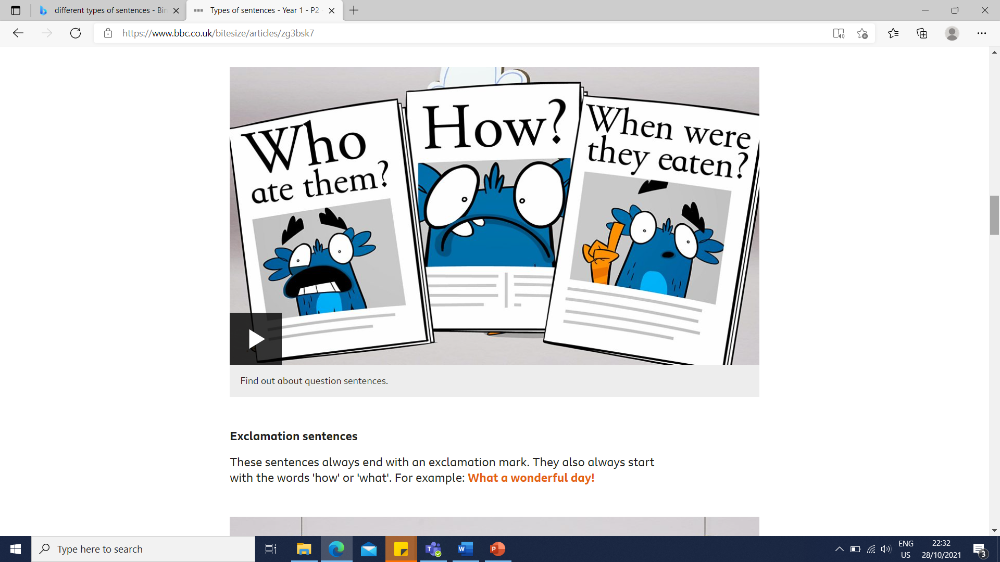 different types of sentences - Bi
Types of sentences - Year 1 - P2
https://www.bbc.co.uk/bitesize/articles/zg3bsk7
Who
ate them?
How?
When were
they eaten?
Find out about question sentences.
Exclamation sentences
These sentences always end with an exclamation mark. They also always start
with the words 'how' or 'what'. For example: What a wonderful day!
Type here to search
ENG
US
22:32
28/10/2021
3